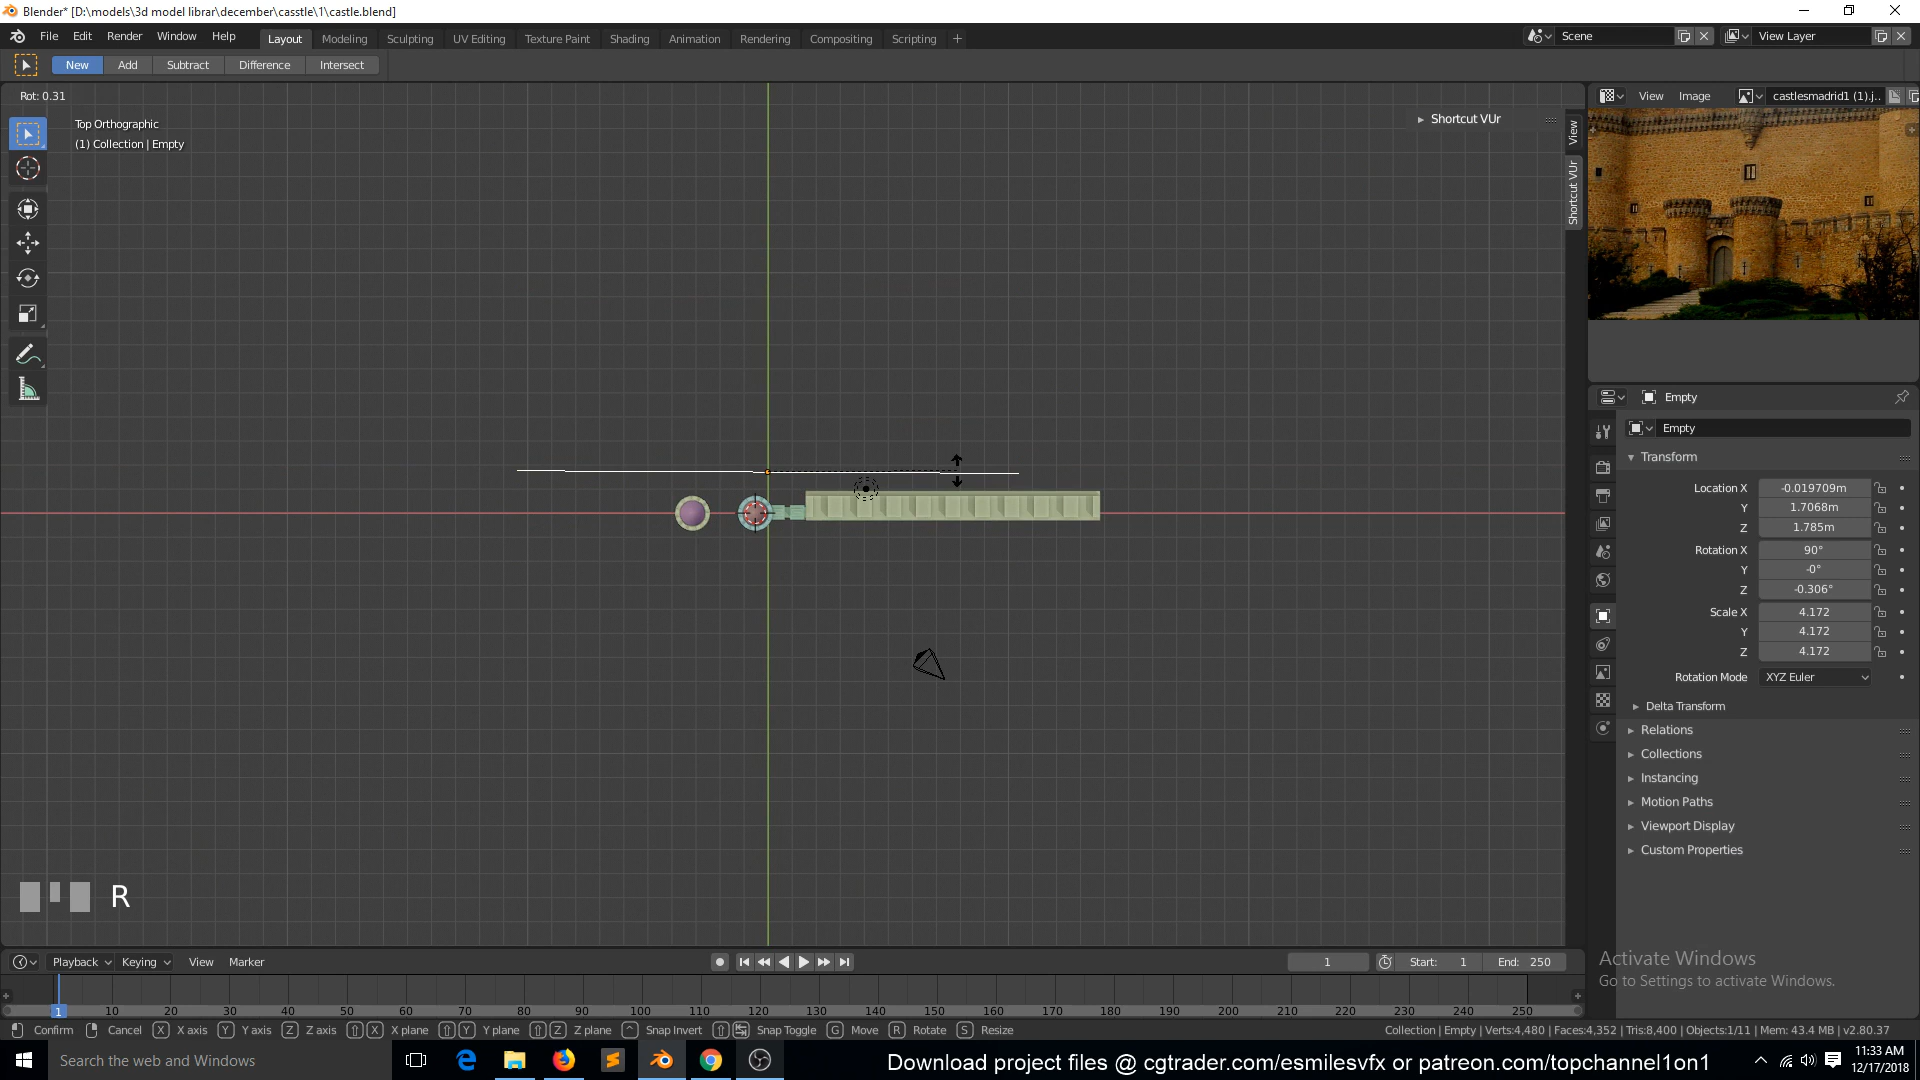 Blender* [D:\models\3d model librar\december\casstle\1\castle.blend]
File Edit Render Window Help Layout Modeling Sculpting UV Editing Texture Paint Shading Animation Rendering Compositing Scripting + Scene View Layer
New Add Subtract Difference Intersect
Rot: 0.31
View Image castlesmadrid1 (1).j..
Top Orthographic
(1) Collection | Empty
Shortcut VUr
View
Shortcut VUr
Empty
Empty
Transform
Location X -0.019709m
Y 1.7068m
Z 1.785m
Rotation X 90°
Y -0°
Z -0.306°
Scale X 4.172
Y 4.172
Z 4.172
Rotation Mode XYZ Euler
Delta Transform
Relations
Collections
Instancing
Motion Paths
Viewport Display
Custom Properties
R
Activate Windows
Go to Settings to activate Windows.
Playback Keying View Marker 1 Start: 1 End: 250
1 10 20 30 40 50 60 70 80 90 100 110 120 130 140 150 160 170 180 190 200 210 220 230 240 250
Confirm Cancel X X axis Y Y axis Z Z axis X X plane Y Y plane Z Z plane ^ Snap Invert Snap Toggle G Move R Rotate S Resize Collection | Empty | Verts:4,480 | Faces:4,352 | Tris:8,400 | Objects:1/11 | Mem: 43.4 MB | v2.80.37
Search the web and Windows
Download project files @ cgtrader.com/esmilesvfx or patreon.com/topchannel1on1
11:33 AM
12/17/2018